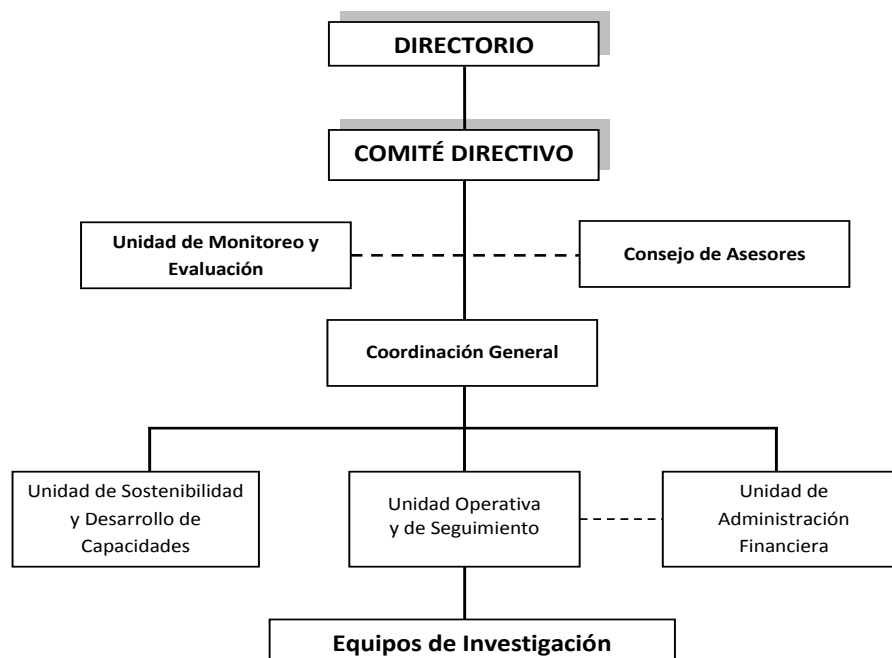 DIRECTORIO
COMITÉ DIRECTIVO
Unidad de Monitoreo y
Evaluación
Consejo de Asesores
Coordinación General
Unidad de Sostenibilidad
y Desarrollo de
Capacidades
Unidad Operativa
y de Seguimiento
Unidad de
Administración
Financiera
Equipos de Investigación